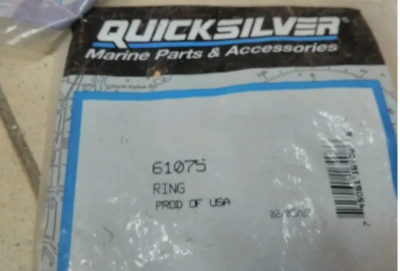 QUICKSILVER
Marine Parts & Accessories
61075
RING
PROD OF USA